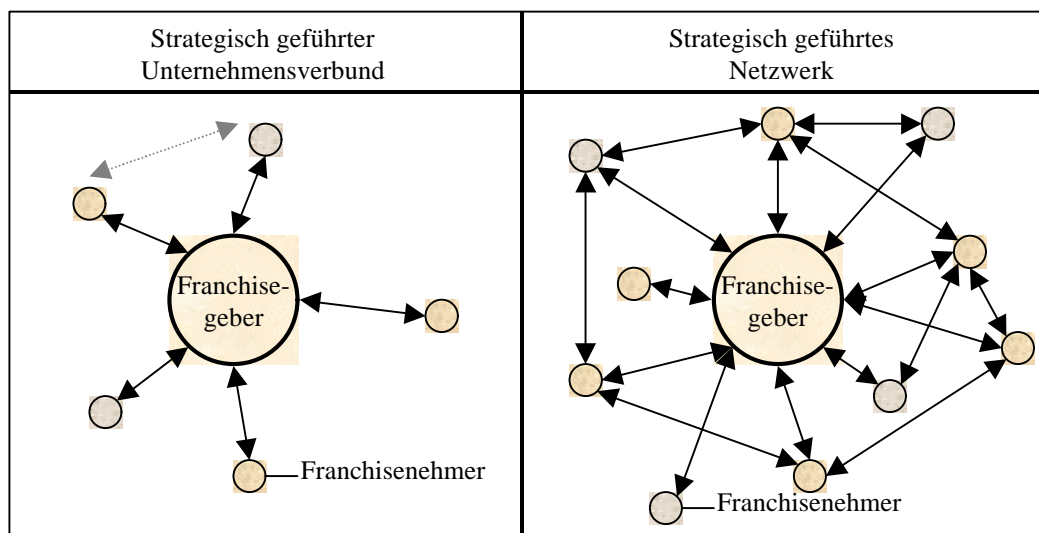 Strategisch geführter
Unternehmensverbund
Strategisch geführtes
Netzwerk
Franchise-
geber
Franchisenehmer
Franchise-
geber
Franchisenehmer